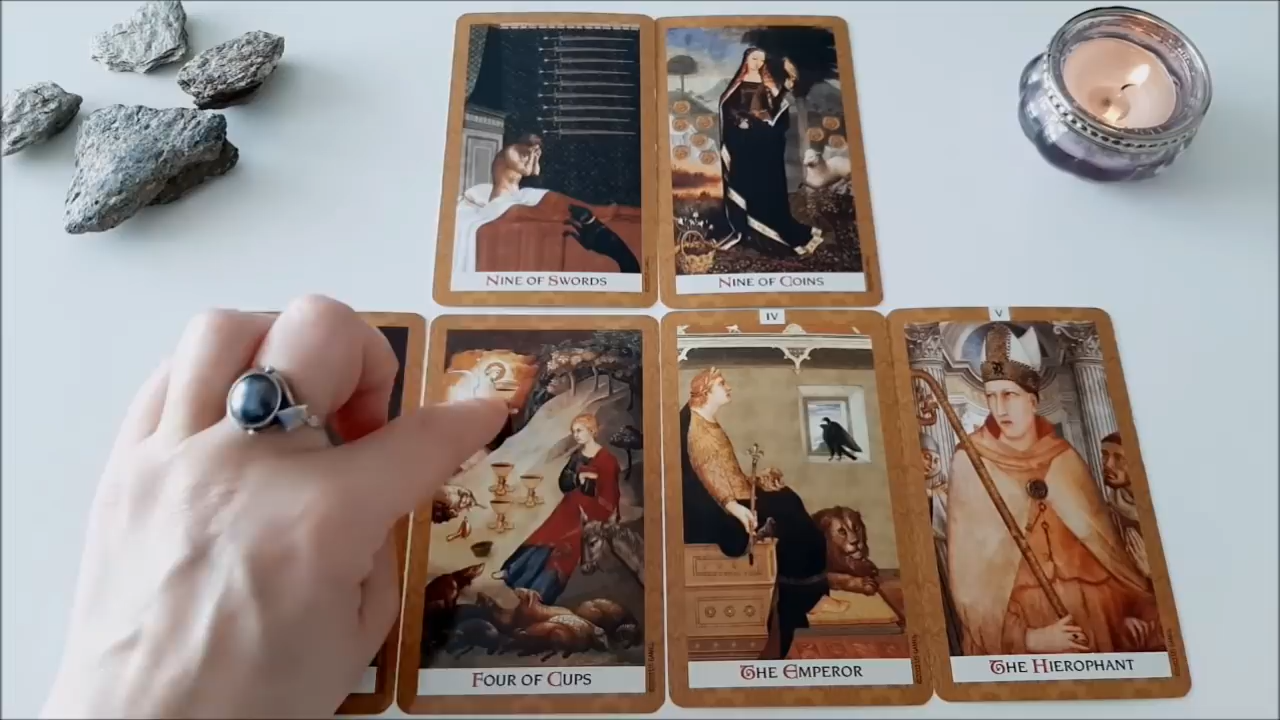 NINE OF SWORDS
NINE OF COINS
IV
V
FOUR OF CUPS
THE EMPEROR
THE HIEROPHANT